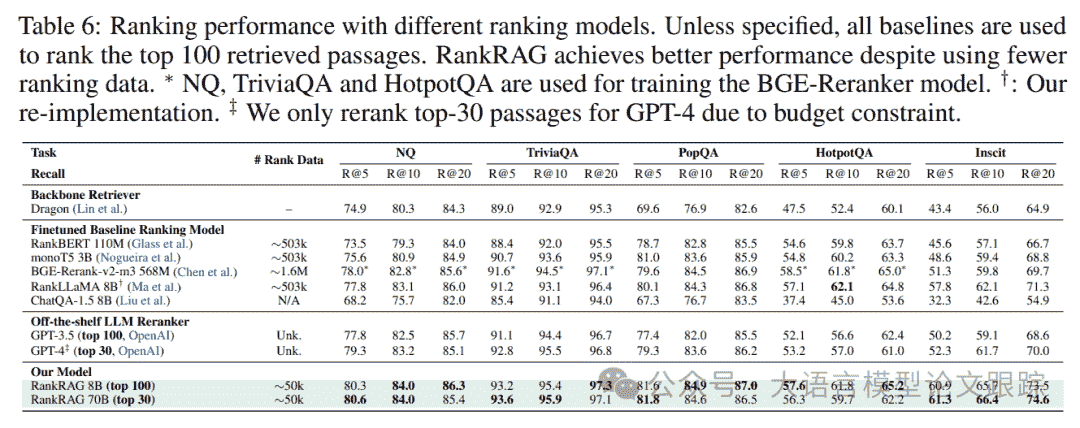 Table 6: Ranking performance with different ranking models. Unless specified, all baselines are used
to rank the top 100 retrieved passages. RankRAG achieves better performance despite using fewer
ranking data. * NQ, TriviaQA and HotpotQA are used for training the BGE-Reranker model. †: Our
re-implementation. ‡ We only rerank top-30 passages for GPT-4 due to budget constraint.
Task # Rank Data NQ TriviaQA PopQA HotpotQA Inscit
Recall R@5 R@10 R@20 R@5 R@10 R@20 R@5 R@10 R@20 R@5 R@10 R@20 R@5 R@10 R@20
Backbone Retriever
Dragon (Lin et al.) – 74.9 80.3 84.3 89.0 92.9 95.3 69.6 76.9 82.6 47.5 52.4 60.1 43.4 56.0 64.9
Finetuned Baseline Ranking Model
RankBERT 110M (Glass et al.) ~503k 73.5 79.3 84.0 88.4 92.0 95.5 78.7 82.8 85.5 54.6 59.8 63.7 45.6 57.1 66.7
monoT5 3B (Nogueira et al.) ~503k 75.6 80.9 84.9 90.7 93.6 95.9 81.0 83.6 85.9 54.8 60.2 63.3 48.6 59.4 68.8
BGE-Rerank-v2-m3 568M (Chen et al.) ~1.6M 78.0* 82.8* 85.6* 91.6* 94.5* 97.1* 79.6 84.5 86.9 58.5* 61.8* 65.0* 51.3 59.8 69.7
RankLLaMA 8B† (Ma et al.) ~503k 77.8 83.1 86.0 91.2 93.1 96.4 80.1 84.3 86.8 57.1 62.1 64.8 57.8 62.1 71.3
ChatQA-1.5 8B (Liu et al.) N/A 68.2 75.7 82.0 85.4 91.1 94.0 67.3 76.7 83.5 37.4 45.0 53.6 32.3 42.6 54.9
Off-the-shelf LLM Reranker
GPT-3.5 (top 100, OpenAI) Unk. 77.8 82.5 85.7 91.1 94.4 96.7 77.4 82.0 85.5 52.1 56.6 62.4 50.2 59.1 68.6
GPT-4‡ (top 30, OpenAI) Unk. 79.3 83.2 85.1 92.8 95.5 96.8 79.3 83.6 86.2 53.2 57.0 61.0 52.3 61.7 70.0
Our Model
RankRAG 8B (top 100) ~50k 80.3 84.0 86.3 93.2 95.4 97.3 81.6 84.9 87.0 57.6 61.8 65.2 60.9 65.7 73.5
RankRAG 70B (top 30) ~50k 80.6 84.0 85.4 93.6 95.9 97.1 81.8 84.6 86.5 56.3 59.7 62.2 61.3 66.4 74.6
公众号 · 大语言模型论文跟踪